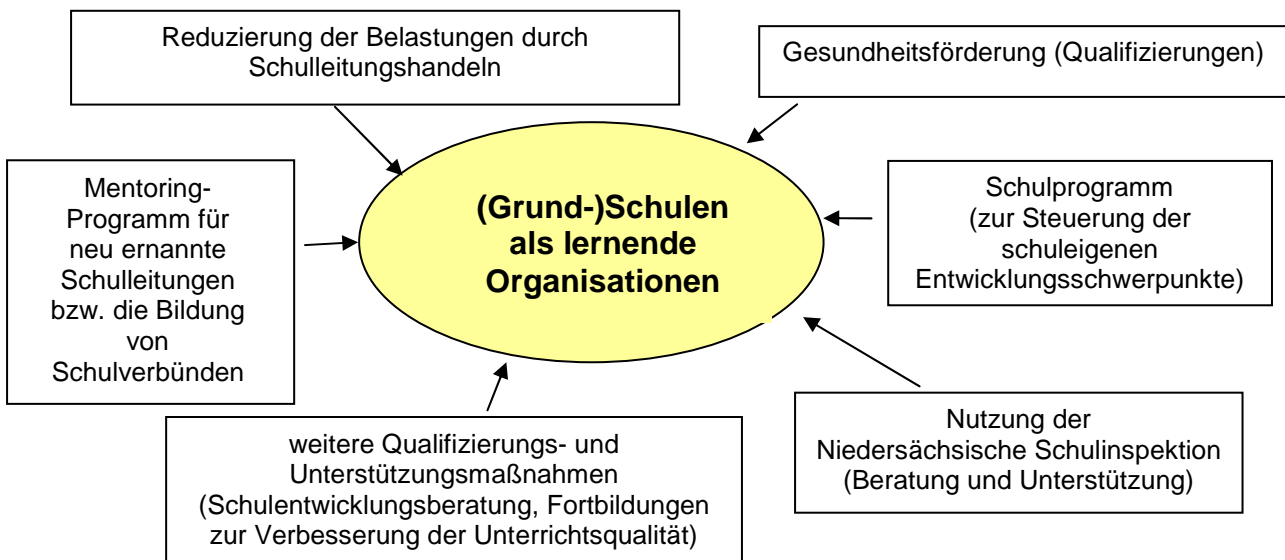 Reduzierung der Belastungen durch
Schulleitungshandeln
Gesundheitsförderung (Qualifizierungen)
Mentoring-
Programm für
neu ernannte
Schulleitungen
bzw. die Bildung
von
Schulverbünden
(Grund-)Schulen
als lernende
Organisationen
Schulprogramm
(zur Steuerung der
schuleigenen
Entwicklungsschwerpunkte)
weitere Qualifizierungs- und
Unterstützungsmaßnahmen
(Schulentwicklungsberatung, Fortbildungen
zur Verbesserung der Unterrichtsqualität)
Nutzung der
Niedersächsische Schulinspektion
(Beratung und Unterstützung)